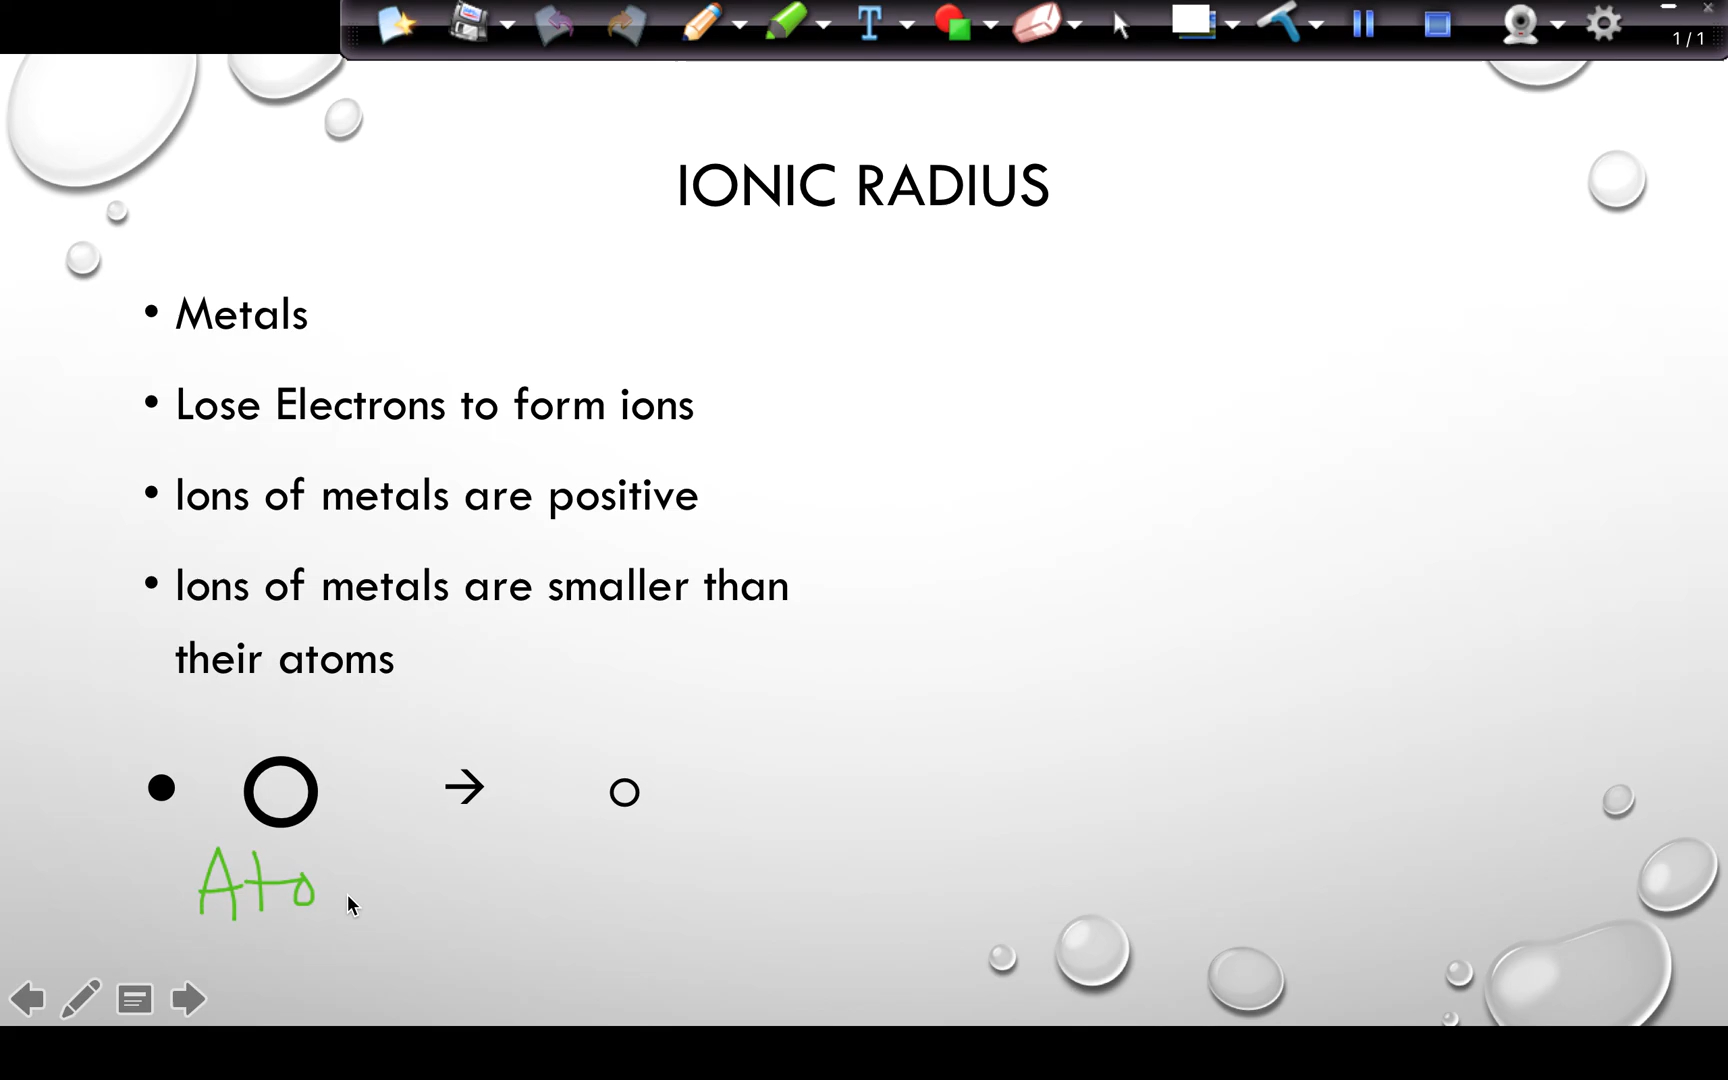 1 / 1
IONIC RADIUS
• Metals
• Lose Electrons to form ions
• Ions of metals are positive
• Ions of metals are smaller than
their atoms
• O → o
Ato